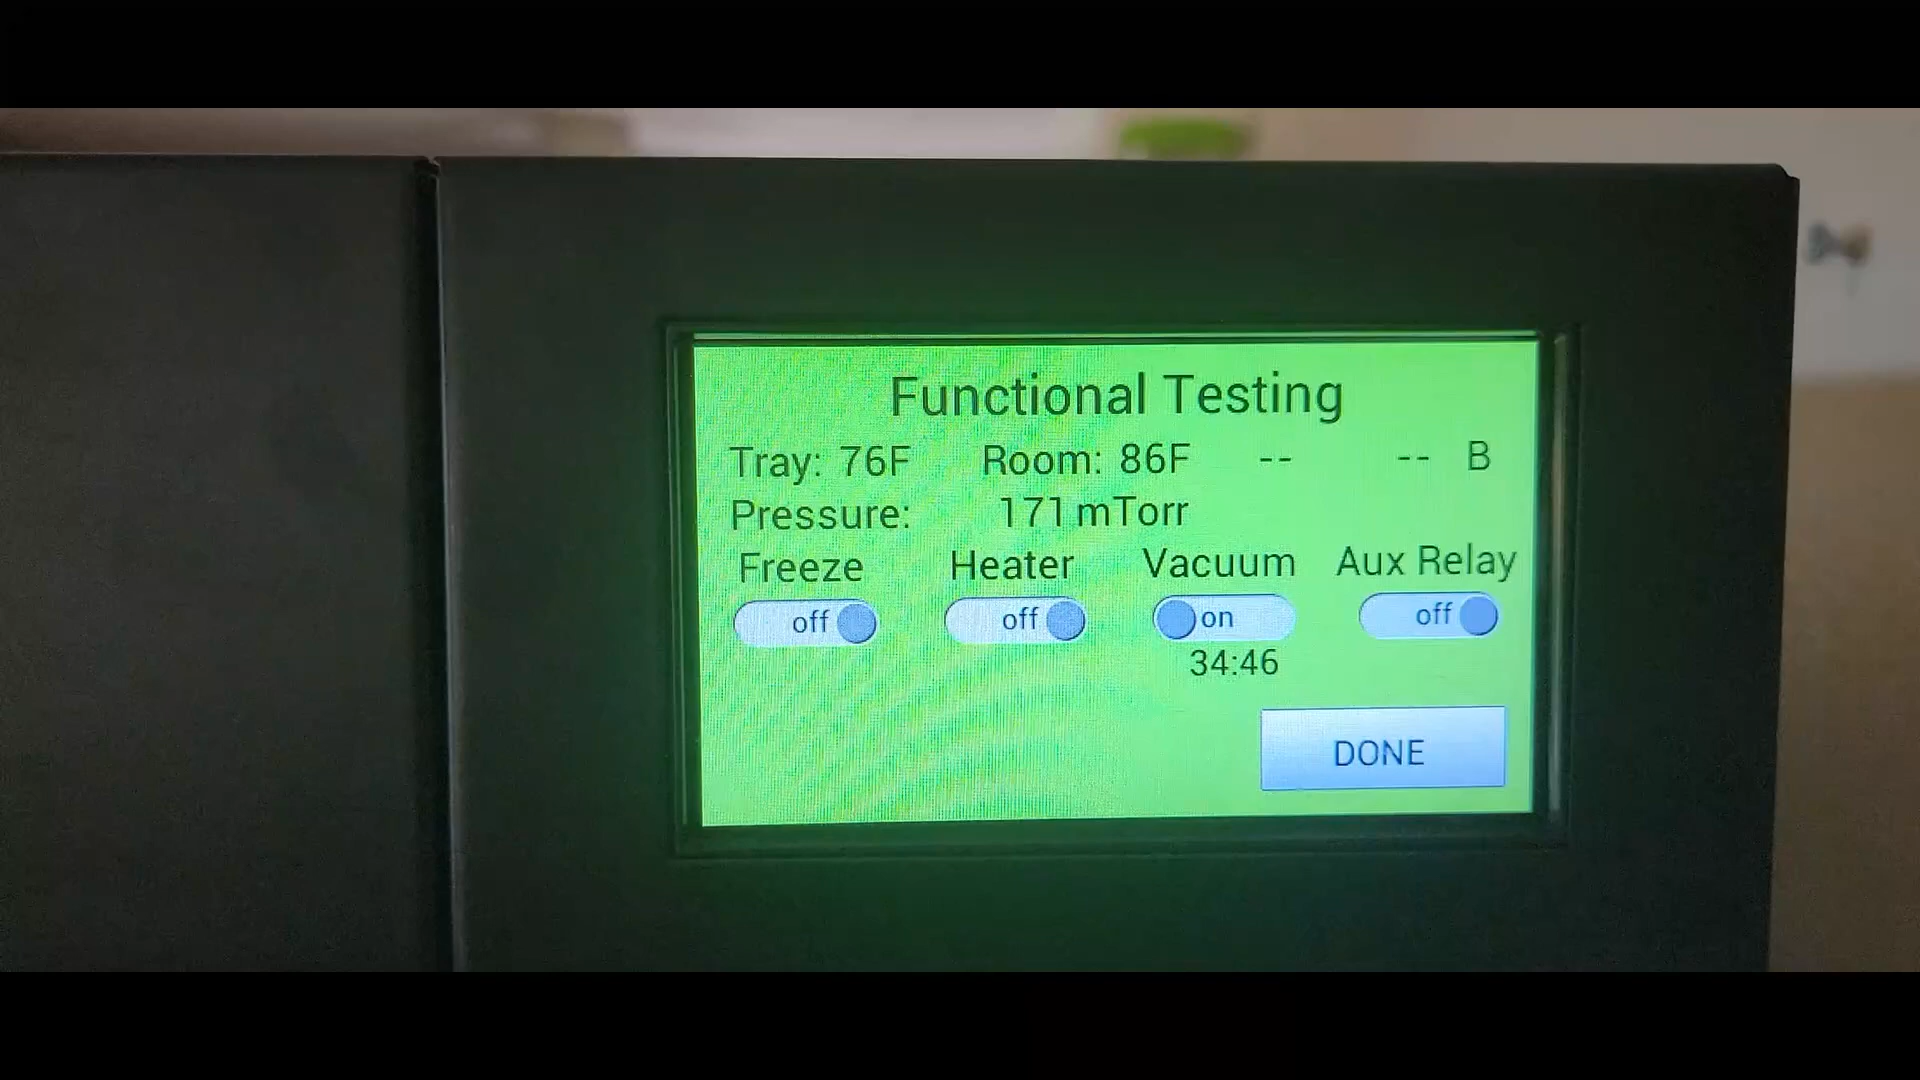 Functional Testing
Tray: 76F Room: 86F -- -- B
Pressure: 171 mTorr
Freeze Heater Vacuum Aux Relay
off off on off
34:46
DONE